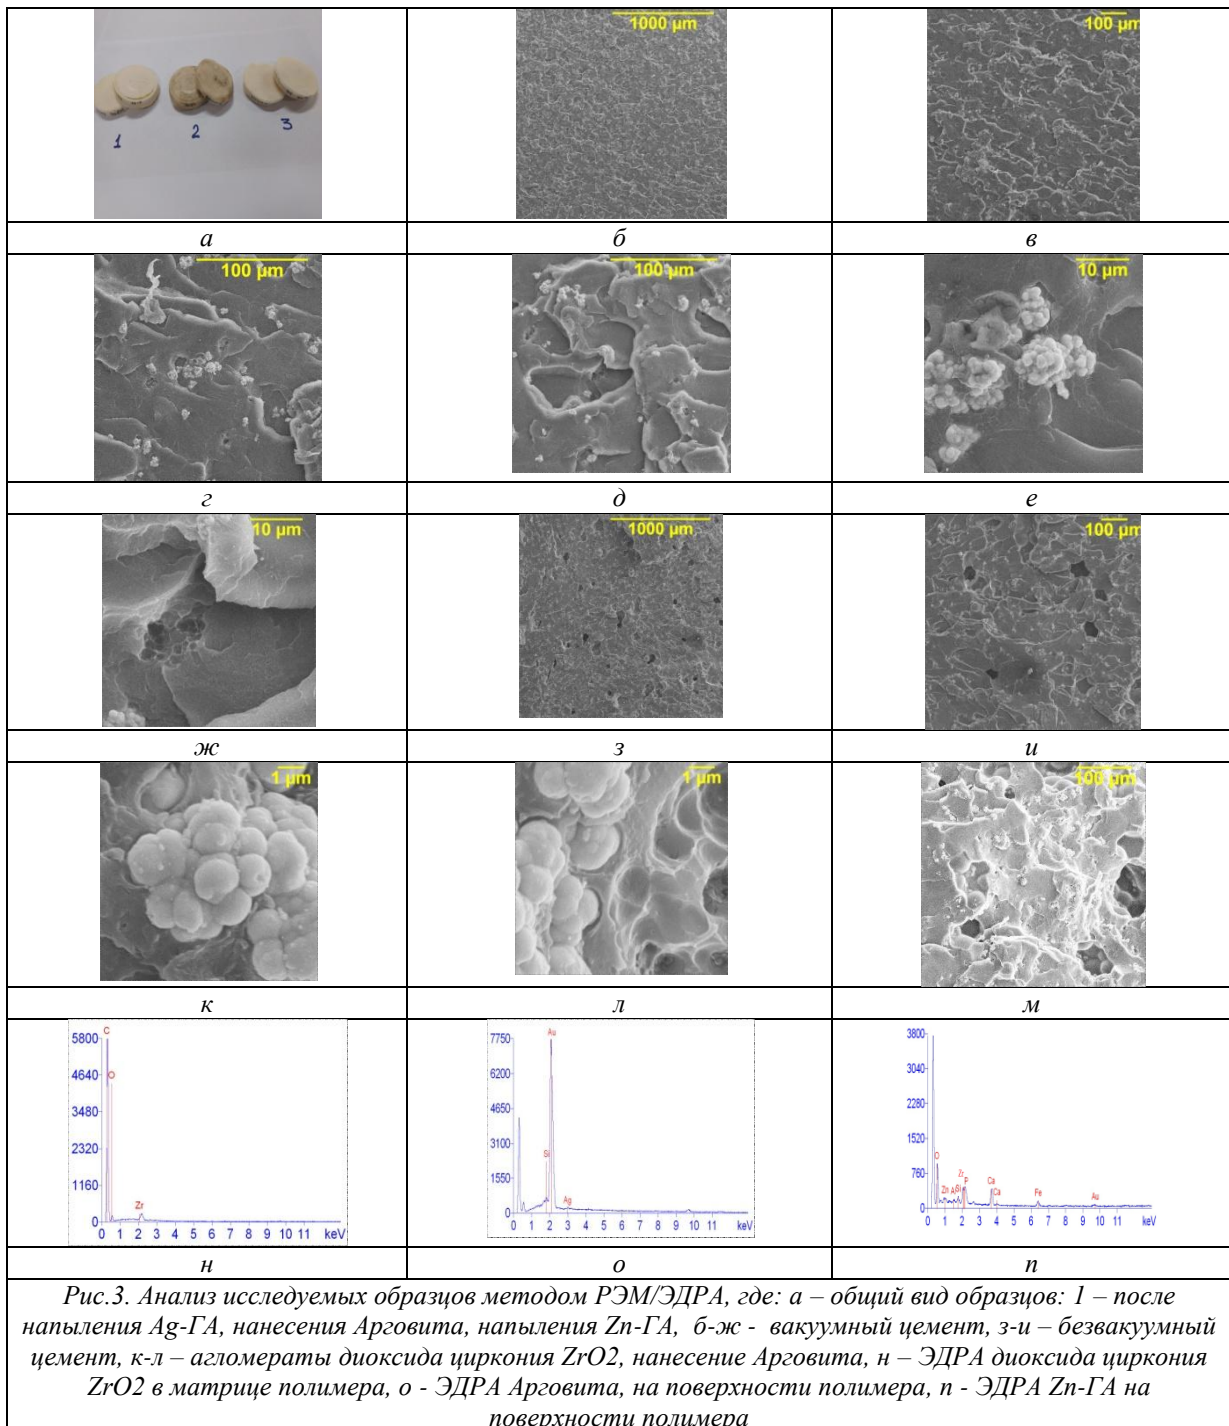 1000 µm
100 µm
1
2
3
а
б
в
100 µm
100 µm
10 µm
г
д
е
10 µm
1000 µm
100 µm
ж
з
и
1 µm
1 µm
100 µm
к
л
м
C
5800
O
4640
3480
2320
1160
Zr
0
0 1 2 3 4 5 6 7 8 9 10 11 keV
Au
7750
6200
4650
3100
Si
1550
Ag
0
0 1 2 3 4 5 6 7 8 9 10 11 keV
3800
3040
2280
1520
O
760
Zn
Si
Zr
P
Ca
Ca
Fe
Au
0
0 1 2 3 4 5 6 7 8 9 10 11 keV
н
о
п
Рис.3. Анализ исследуемых образцов методом РЭМ/ЭДРА, где: а – общий вид образцов: 1 – после
напыления Ag-ГА, нанесения Арговита, напыления Zn-ГА, б-ж - вакуумный цемент, з-и – безвакуумный
цемент, к-л – агломераты диоксида циркония ZrO2, нанесение Арговита, н – ЭДРА диоксида циркония
ZrO2 в матрице полимера, о - ЭДРА Арговита, на поверхности полимера, п - ЭДРА Zn-ГА на
поверхности полимера